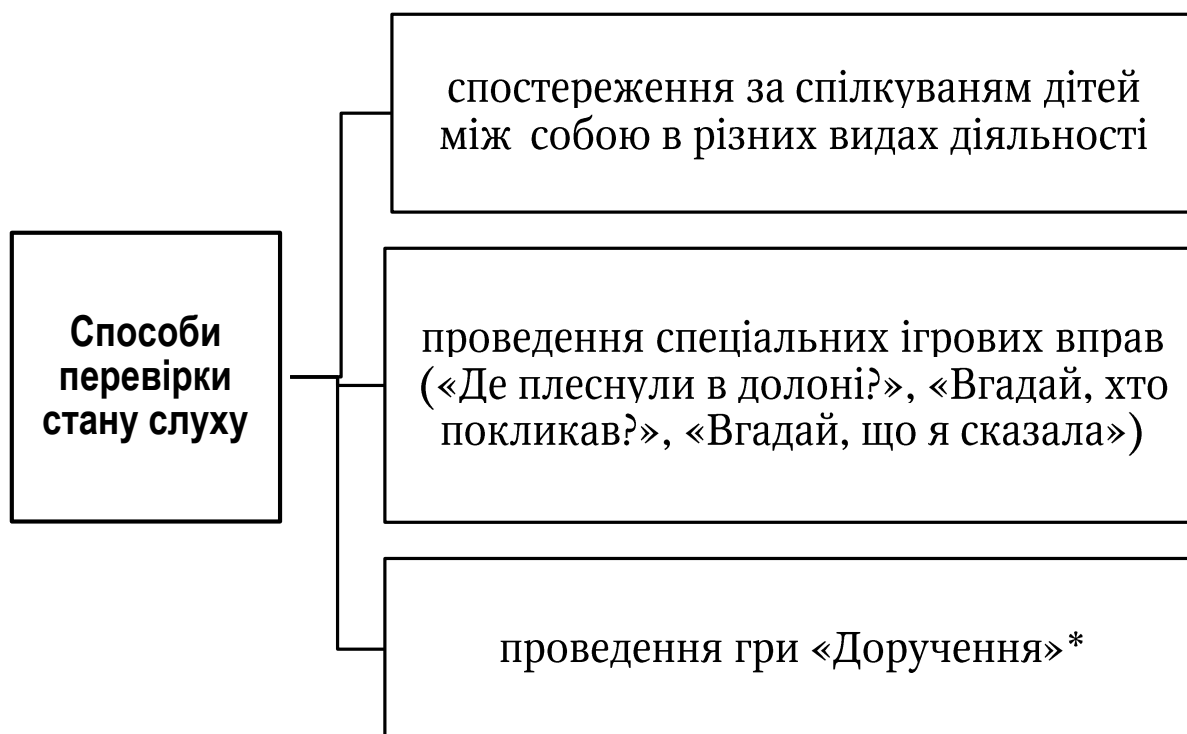 спостереження за спілкуваням дітей
між собою в різних видах діяльності
Способи
перевірки
стану слуху
проведення спеціальних ігрових вправ
(«Де плеснули в долоні?», «Вгадай, хто
покликав?», «Вгадай, що я сказала»)
проведення гри «Доручення»*